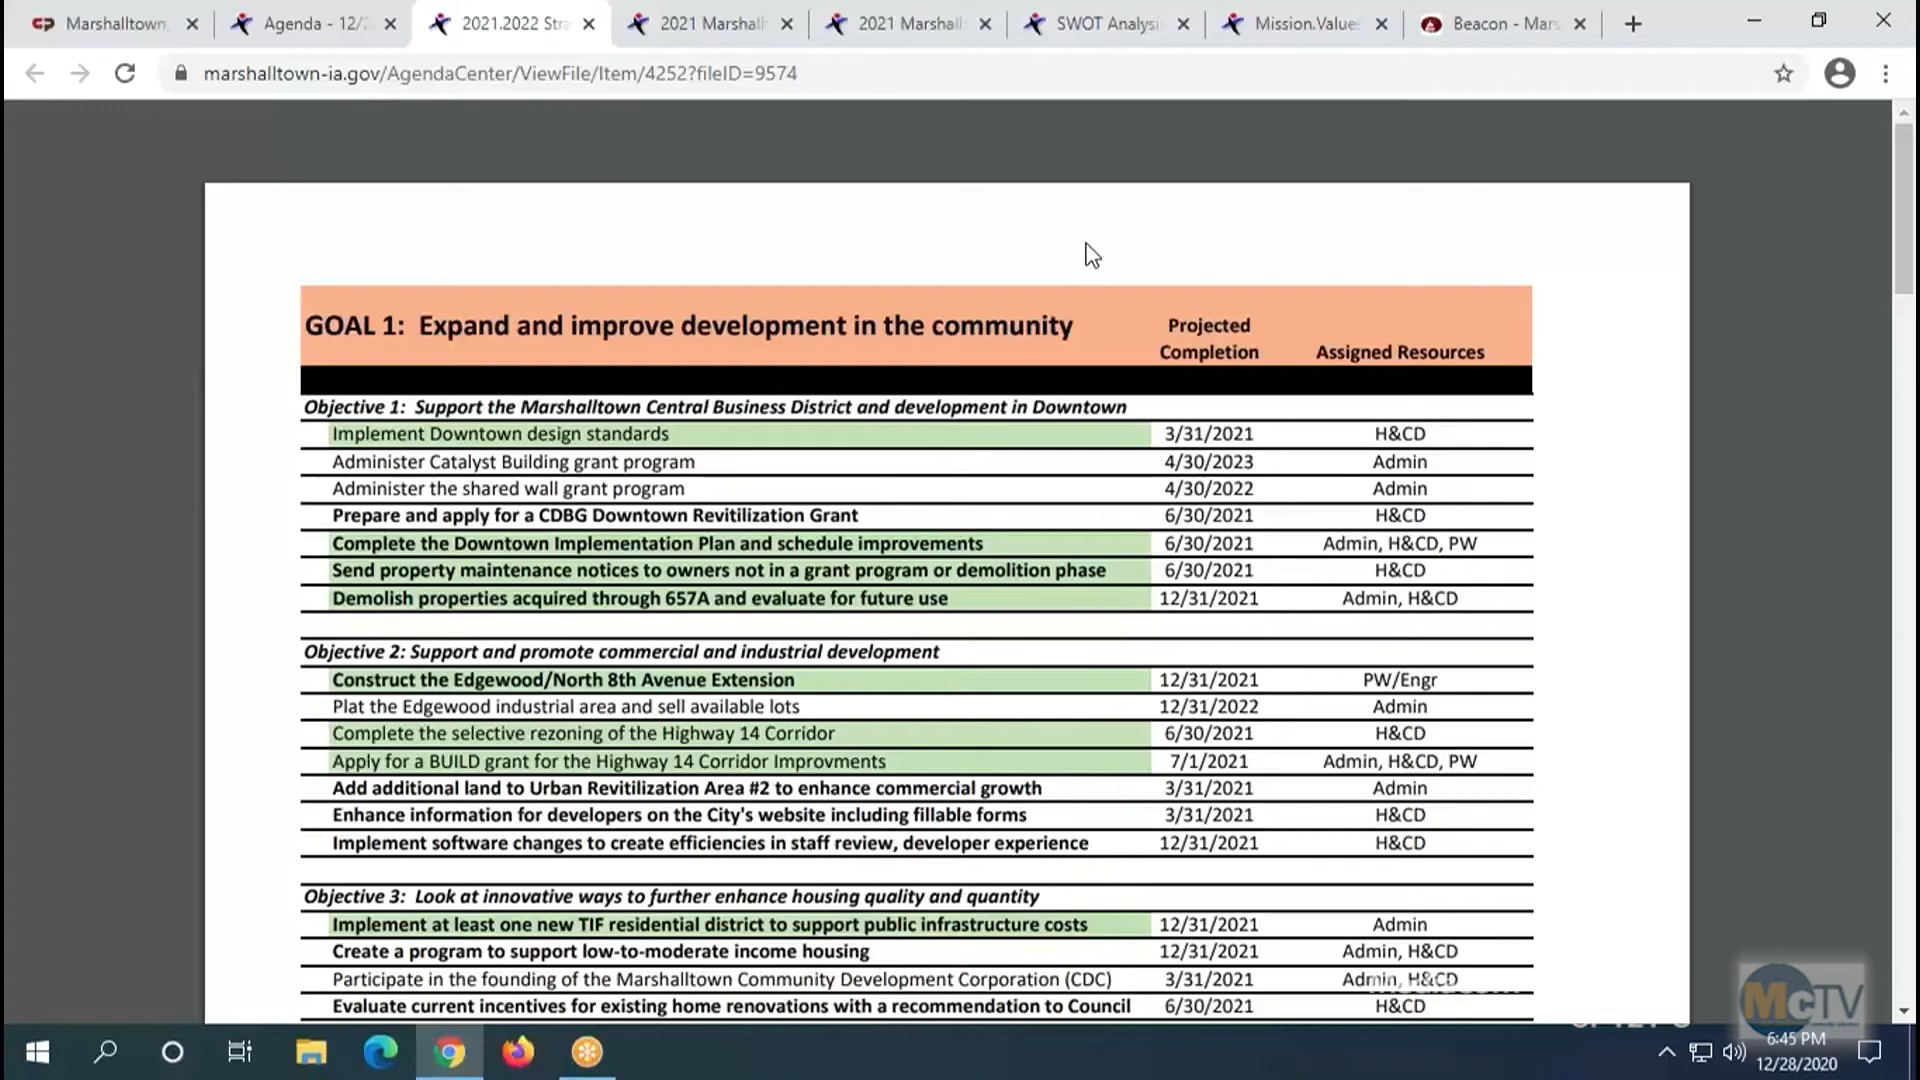 Marshalltown,
Agenda - 12/2
2021.2022 Stra
2021 Marshall
2021 Marshall
SWOT Analysis
Mission.Values
Beacon - Mars
marshalltown-ia.gov/AgendaCenter/ViewFile/Item/4252?fileID=9574
GOAL 1: Expand and improve development in the community Projected Completion Assigned Resources
Objective 1: Support the Marshalltown Central Business District and development in Downtown
Implement Downtown design standards 3/31/2021 H&CD
Administer Catalyst Building grant program 4/30/2023 Admin
Administer the shared wall grant program 4/30/2022 Admin
Prepare and apply for a CDBG Downtown Revitilization Grant 6/30/2021 H&CD
Complete the Downtown Implementation Plan and schedule improvements 6/30/2021 Admin, H&CD, PW
Send property maintenance notices to owners not in a grant program or demolition phase 6/30/2021 H&CD
Demolish properties acquired through 657A and evaluate for future use 12/31/2021 Admin, H&CD
Objective 2: Support and promote commercial and industrial development
Construct the Edgewood/North 8th Avenue Extension 12/31/2021 PW/Engr
Plat the Edgewood industrial area and sell available lots 12/31/2022 Admin
Complete the selective rezoning of the Highway 14 Corridor 6/30/2021 H&CD
Apply for a BUILD grant for the Highway 14 Corridor Improvments 7/1/2021 Admin, H&CD, PW
Add additional land to Urban Revitilization Area #2 to enhance commercial growth 3/31/2021 Admin
Enhance information for developers on the City's website including fillable forms 3/31/2021 H&CD
Implement software changes to create efficiencies in staff review, developer experience 12/31/2021 H&CD
Objective 3: Look at innovative ways to further enhance housing quality and quantity
Implement at least one new TIF residential district to support public infrastructure costs 12/31/2021 Admin
Create a program to support low-to-moderate income housing 12/31/2021 Admin, H&CD
Participate in the founding of the Marshalltown Community Development Corporation (CDC) 3/31/2021 Admin, H&CD
Evaluate current incentives for existing home renovations with a recommendation to Council 6/30/2021 H&CD
MCTV
6:45 PM
12/28/2020